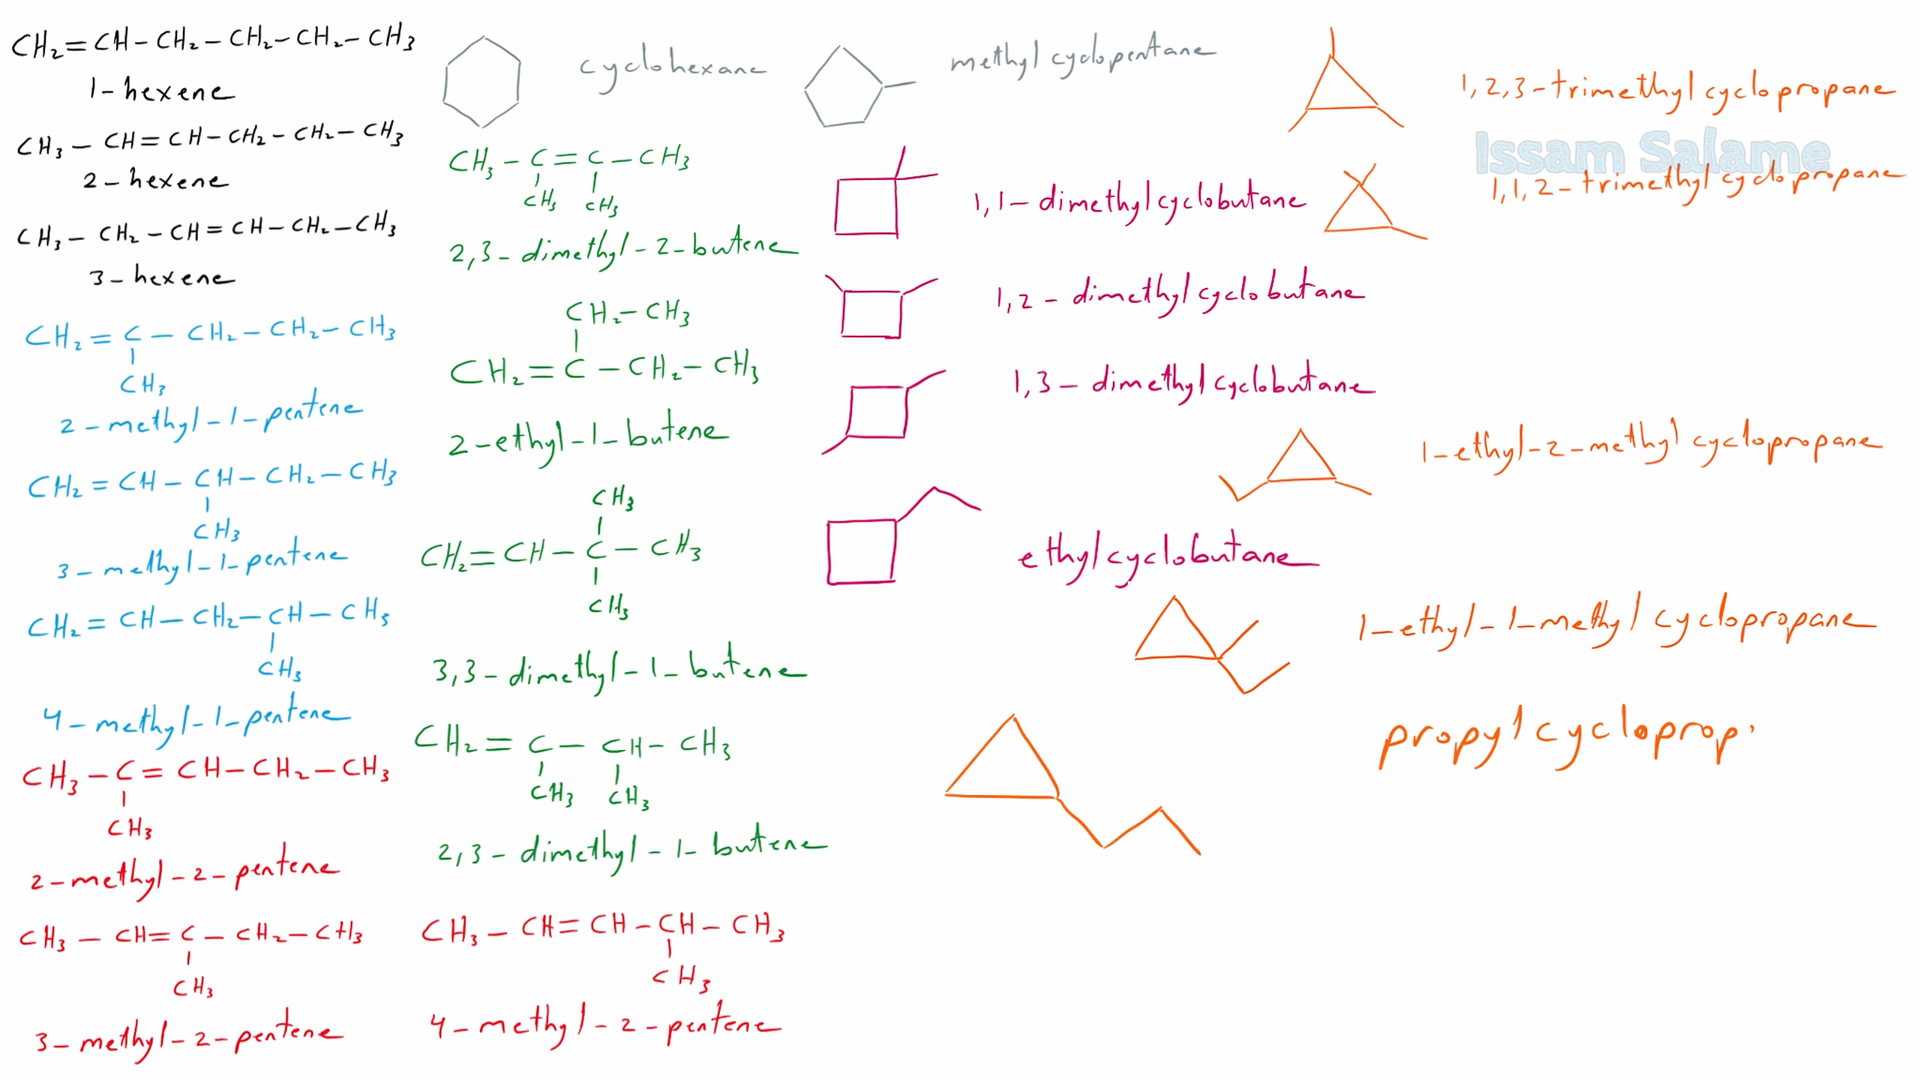 CH₂=CH-CH₂-CH₂-CH₂-CH₃
1-hexene
CH₃-CH=CH-CH₂-CH₂-CH₃
2-hexene
CH₃-CH₂-CH=CH-CH₂-CH₃
3-hexene
CH₂=C-CH₂-CH₂-CH₃
CH₃
2-methyl-1-pentene
CH₂=CH-CH-CH₂-CH₃
CH₃
3-methyl-1-pentene
CH₂=CH-CH₂-CH-CH₃
CH₃
4-methyl-1-pentene
CH₃-C=CH-CH₂-CH₃
CH₃
2-methyl-2-pentene
CH₃-CH=C-CH₂-CH₃
CH₃
3-methyl-2-pentene
cyclohexane
CH₃-C=C-CH₃
CH₃ CH₃
2,3-dimethyl-2-butene
CH₂-CH₃
CH₂=C-CH₂-CH₃
2-ethyl-1-butene
CH₃
CH₂=CH-C-CH₃
CH₃
3,3-dimethyl-1-butene
CH₂=C-CH-CH₃
CH₃ CH₃
2,3-dimethyl-1-butene
CH₃-CH=CH-CH-CH₃
CH₃
4-methyl-2-pentene
methyl cyclopentane
1,1-dimethylcyclobutane
1,2-dimethylcyclobutane
1,3-dimethylcyclobutane
ethylcyclobutane
1,2,3-trimethylcyclopropane
Issam Salame
1,1,2-trimethylcyclopropane
1-ethyl-2-methylcyclopropane
1-ethyl-1-methylcyclopropane
propylcycloprop